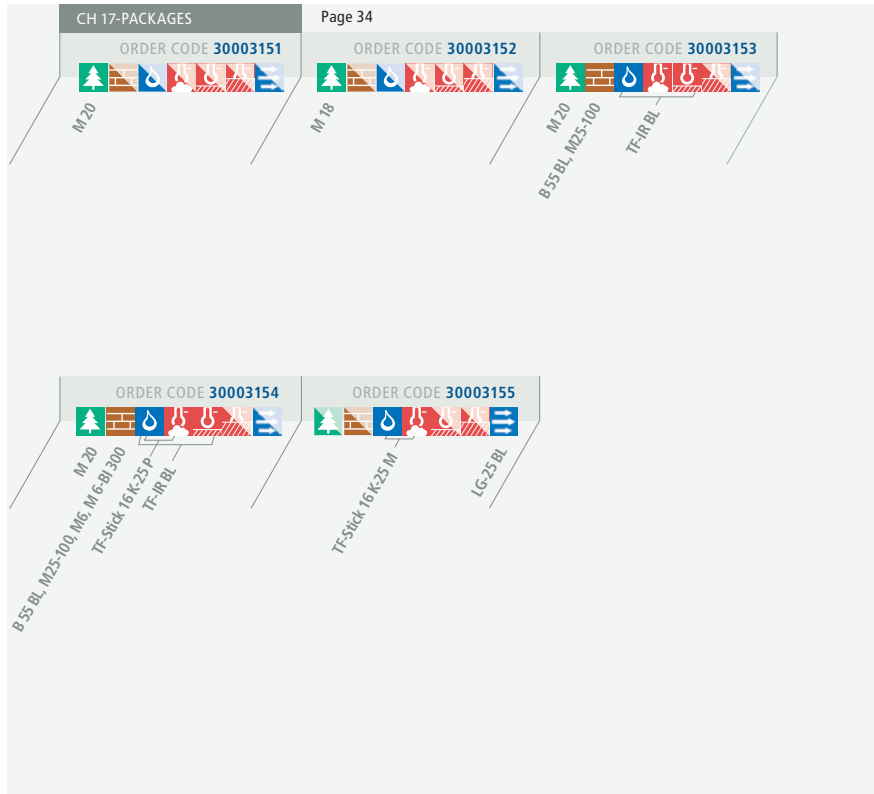 CH 17-PACKAGES
Page 34
ORDER CODE 30003151
M 20
ORDER CODE 30003152
M 18
ORDER CODE 30003153
M 20
B 55 BL, M25-100
TF-IR BL
ORDER CODE 30003154
M 20
B 55 BL, M25-100, M6, M 6-BI 300
TF-Stick 16 K-25 P
TF-IR BL
ORDER CODE 30003155
TF-Stick 16 K-25 M
LG-25 BL